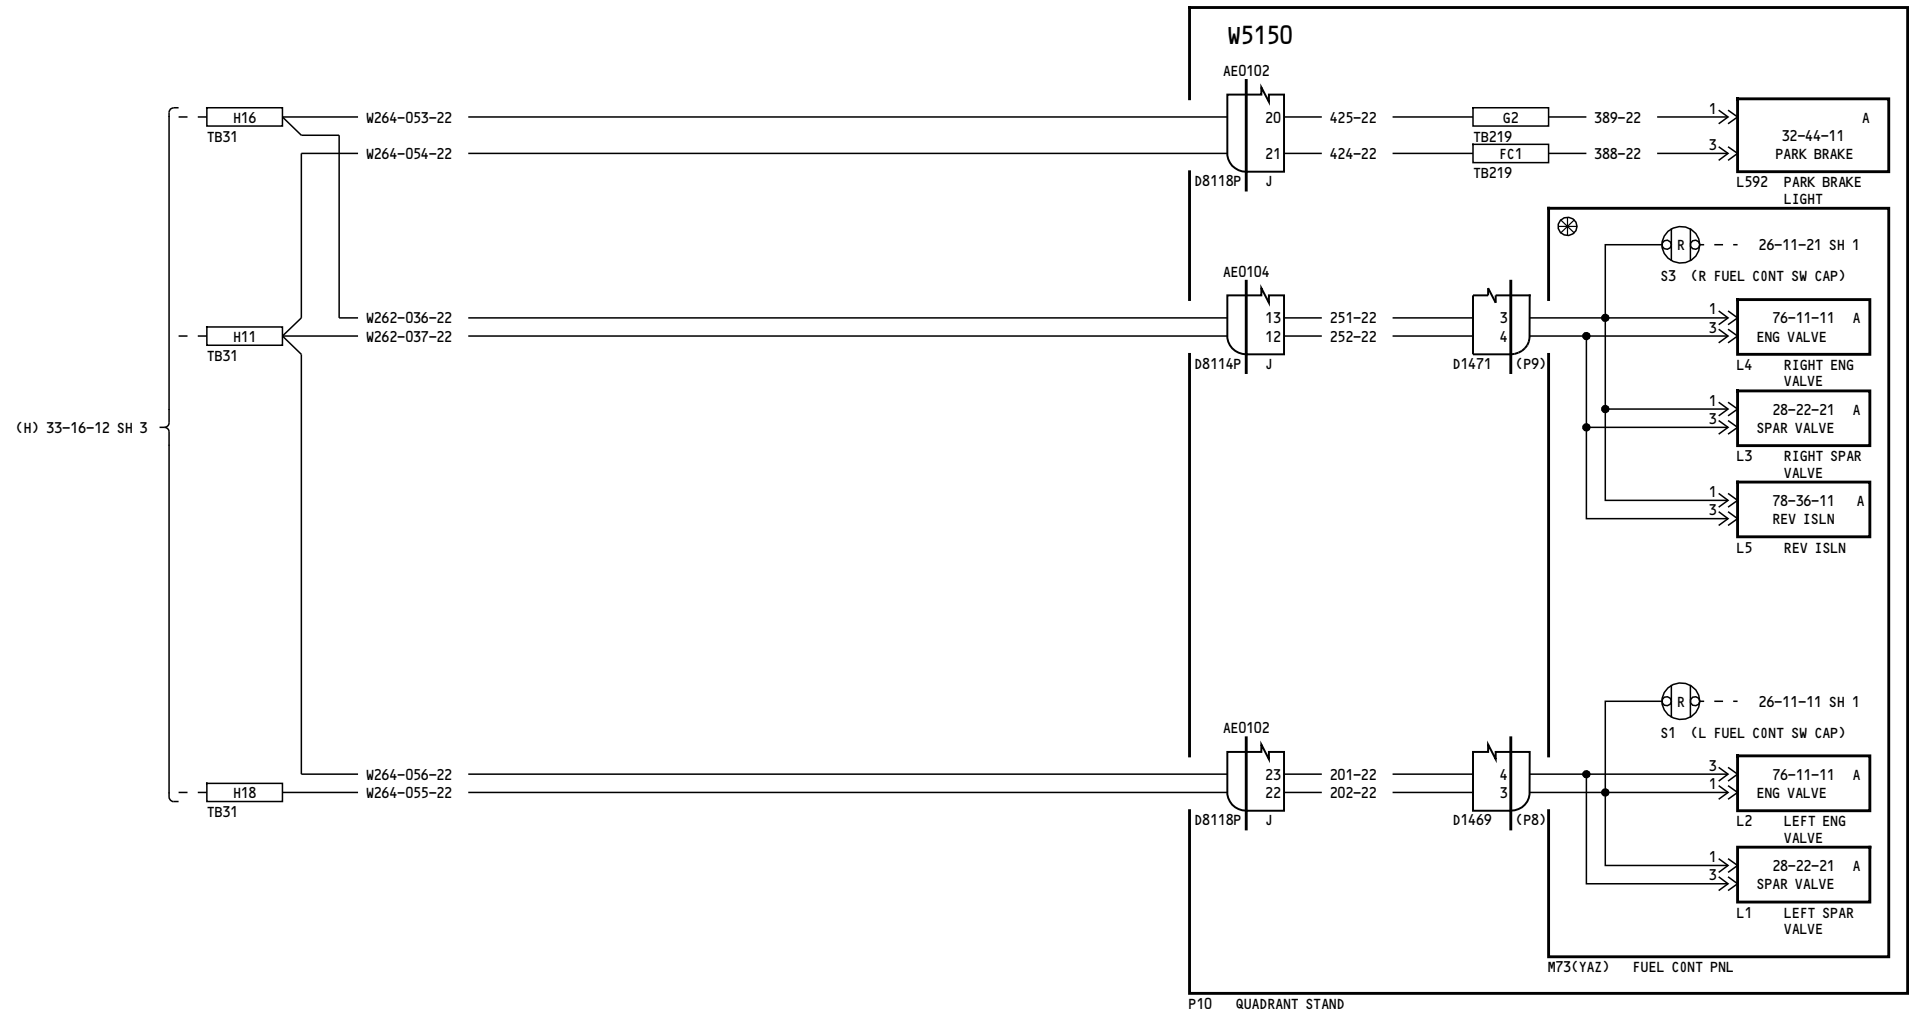 W5150
AE0102
H16 W264-053-22 20 425-22 G2 389-22 1 A
TB31 TB219 32-44-11
W264-054-22 21 424-22 FC1 388-22 3 PARK BRAKE
TB219
D8118P J L592 PARK BRAKE
LIGHT
R 26-11-21 SH 1
AE0104 S3 (R FUEL CONT SW CAP)
W262-036-22 13 251-22 3 1 76-11-11 A
H11 W262-037-22 12 252-22 4 3 ENG VALVE
TB31
D8114P J D1471 (P9) L4 RIGHT ENG
VALVE
1 28-22-21 A
(H) 33-16-12 SH 3 3 SPAR VALVE
L3 RIGHT SPAR
VALVE
1 78-36-11 A
3 REV ISLN
L5 REV ISLN
R 26-11-11 SH 1
AE0102 S1 (L FUEL CONT SW CAP)
W264-056-22 23 201-22 4 3 76-11-11 A
H18 W264-055-22 22 202-22 3 1 ENG VALVE
TB31
D8118P J D1469 (P8) L2 LEFT ENG
VALVE
1 28-22-21 A
3 SPAR VALVE
L1 LEFT SPAR
VALVE
M73(YAZ) FUEL CONT PNL
P10 QUADRANT STAND